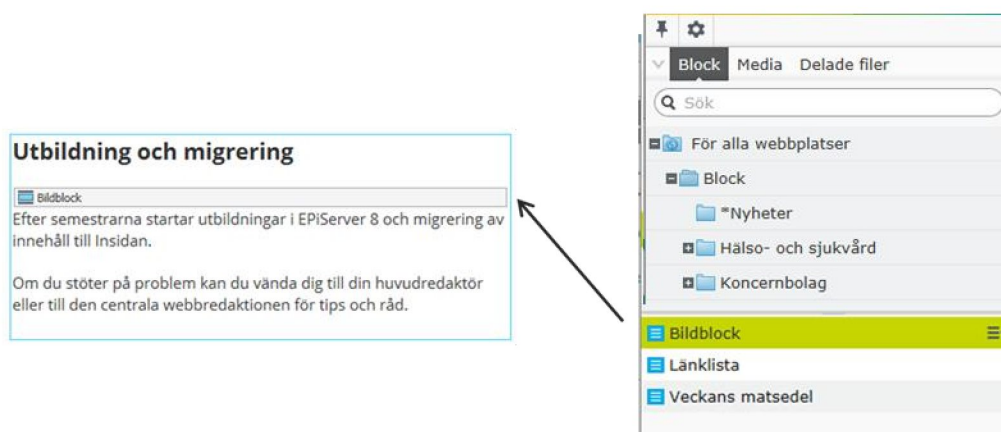 Utbildning och migrering
Bildblock
Efter semestrarna startar utbildningar i EPiServer 8 och migrering av
innehåll till Insidan.
Om du stöter på problem kan du vända dig till din huvudredaktör
eller till den centrala webbredaktionen för tips och råd.
Block Media Delade filer
Sök
För alla webbplatser
Block
*Nyheter
Hälso- och sjukvård
Koncernbolag
Bildblock
Länklista
Veckans matsedel